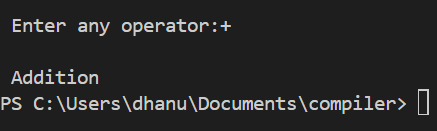 Enter any operator:+
Addition
PS C:\Users\dhanu\Documents\compiler>